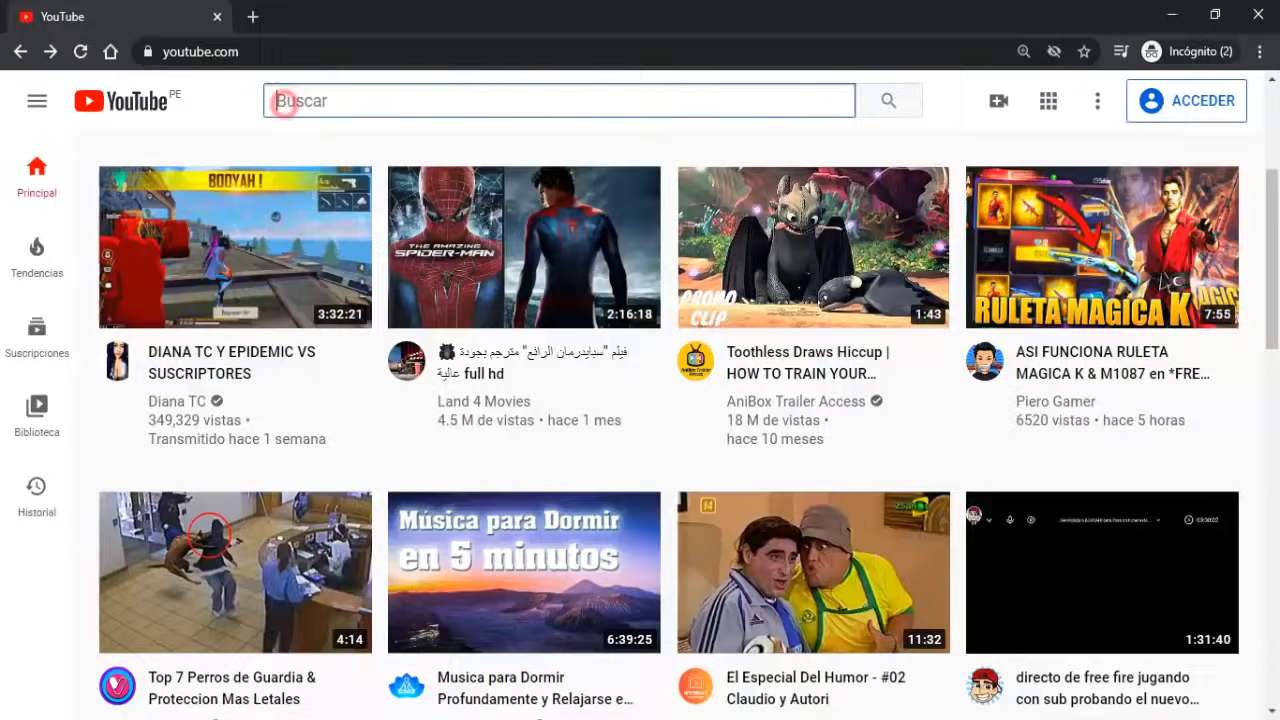 YouTube
youtube.com
Incógnito (2)
YouTube PE
Buscar
ACCEDER
Principal
Tendencias
Suscripciones
Biblioteca
Historial
BOOYAH !
3:32:21
THE AMAZING
SPIDER-MAN
2:16:18
PROMO
CLIP
1:43
RULETA MAGICA K
7:55
DIANA TC Y EPIDEMIC VS
SUSCRIPTORES
Diana TC
349,329 vistas •
Transmitido hace 1 semana
فيلم "سبايدرمان الرافع" مترجم بجودة
عالية full hd
Land 4 Movies
4.5 M de vistas • hace 1 mes
Toothless Draws Hiccup |
HOW TO TRAIN YOUR...
AniBox Trailer Access
18 M de vistas •
hace 10 meses
ASI FUNCIONA RULETA
MAGICA K & M1087 en *FRE...
Piero Gamer
6520 vistas • hace 5 horas
4:14
Música para Dormir
en 5 minutos
6:39:25
14
11:32
1:31:40
Top 7 Perros de Guardia &
Proteccion Mas Letales
Musica para Dormir
Profundamente y Relajarse e...
El Especial Del Humor - #02
Claudio y Autori
directo de free fire jugando
con sub probando el nuevo...